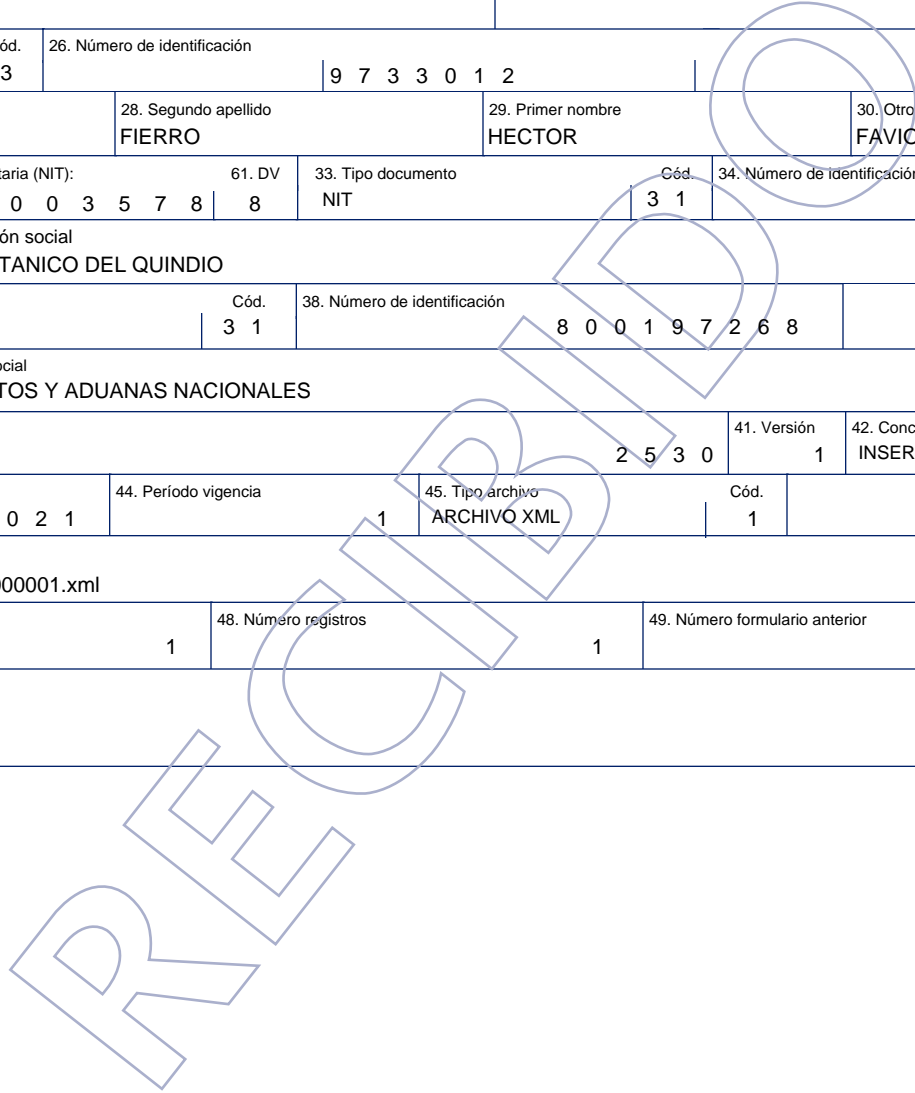 ód. 26. Número de identificación
3 9 7 3 3 0 1 2
28. Segundo apellido 29. Primer nombre 30. Otro
FIERRO HECTOR FAVIO
taria (NIT): 61. DV 33. Tipo documento Cód. 34. Número de identificación
0 0 3 5 7 8 8 NIT 3 1
ón social
TANICO DEL QUINDIO
Cód. 38. Número de identificación
3 1 8 0 0 1 9 7 2 6 8
ocial
TOS Y ADUANAS NACIONALES
41. Versión 42. Conc
2 5 3 0 1 INSER
44. Período vigencia 45. Tipo archivo Cód.
0 2 1 1 ARCHIVO XML 1
000001.xml
48. Número registros 49. Número formulario anterior
1 1
RECIBIDO